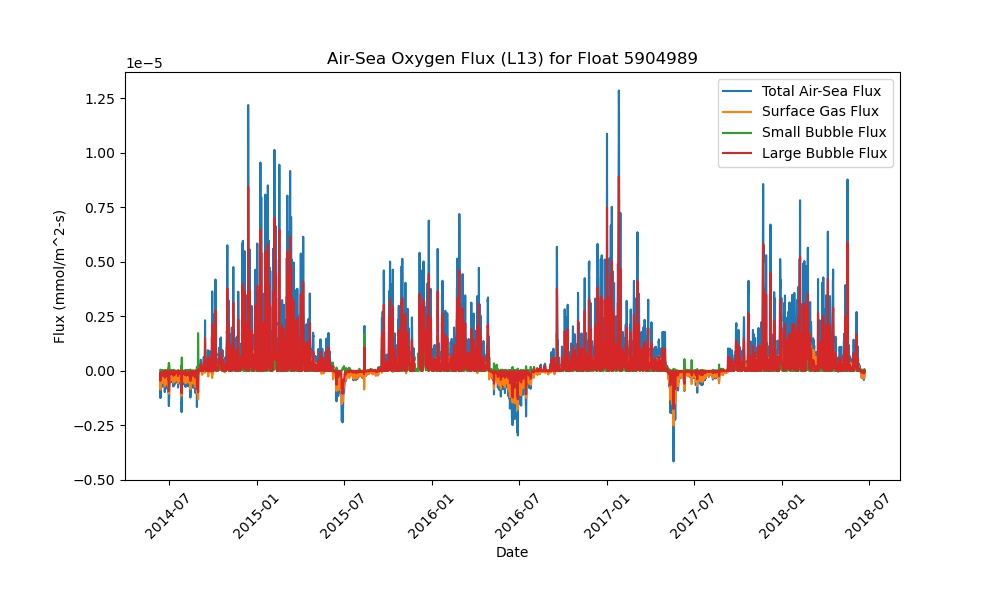 Air-Sea Oxygen Flux (L13) for Float 5904989
1e−5
Total Air-Sea Flux
Surface Gas Flux
Small Bubble Flux
Large Bubble Flux
1.25
1.00
0.75
0.50
0.25
0.00
−0.25
−0.50
Flux (mmol/m^2-s)
2014-07
2015-01
2015-07
2016-01
2016-07
2017-01
2017-07
2018-01
2018-07
Date